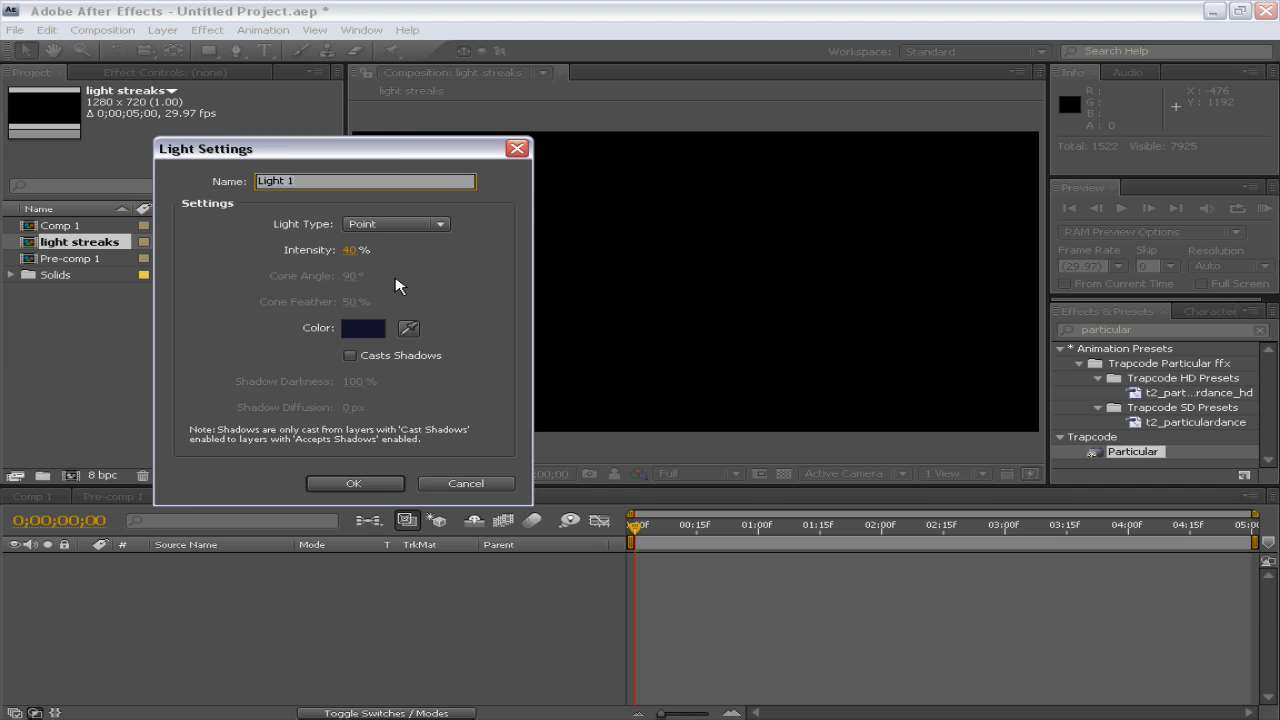 Adobe After Effects - Untitled Project.aep *
File Edit Composition Layer Effect Animation View Window Help
Workspace: Standard
Search Help
Project
Effect Controls: (none)
Composition: light streaks
Info
Audio
light streaks
1280 x 720 (1.00)
Δ 0;00;05;00, 29.97 fps
light streaks
R :
G :
B :
A : 0
X : -476
Y : 1192
Total: 1522 Visible: 7925
Light Settings
Name: Light 1
Settings
Light Type: Point
Intensity: 40 %
Cone Angle: 90 °
Cone Feather: 50 %
Color:
Casts Shadows
Shadow Darkness: 100 %
Shadow Diffusion: 0 px
Note: Shadows are only cast from layers with 'Cast Shadows'
enabled to layers with 'Accepts Shadows' enabled.
OK
Cancel
Name
Comp 1
light streaks
Pre-comp 1
Solids
8 bpc
Preview
RAM Preview Options
Frame Rate Skip Resolution
(29.97) 0 Auto
From Current Time Full Screen
Effects & Presets
Character
particular
* Animation Presets
Trapcode Particular ffx
Trapcode HD Presets
t2_part...rdance_hd
Trapcode SD Presets
t2_particulardance
Trapcode
Particular
Full
Active Camera
1 View
Comp 1
Pre-comp 1
0;00;00;00
00:15F 01:00F 01:15F 02:00F 02:15F 03:00F 03:15F 04:00F 04:15F
# Source Name Mode T TrkMat Parent
Toggle Switches / Modes